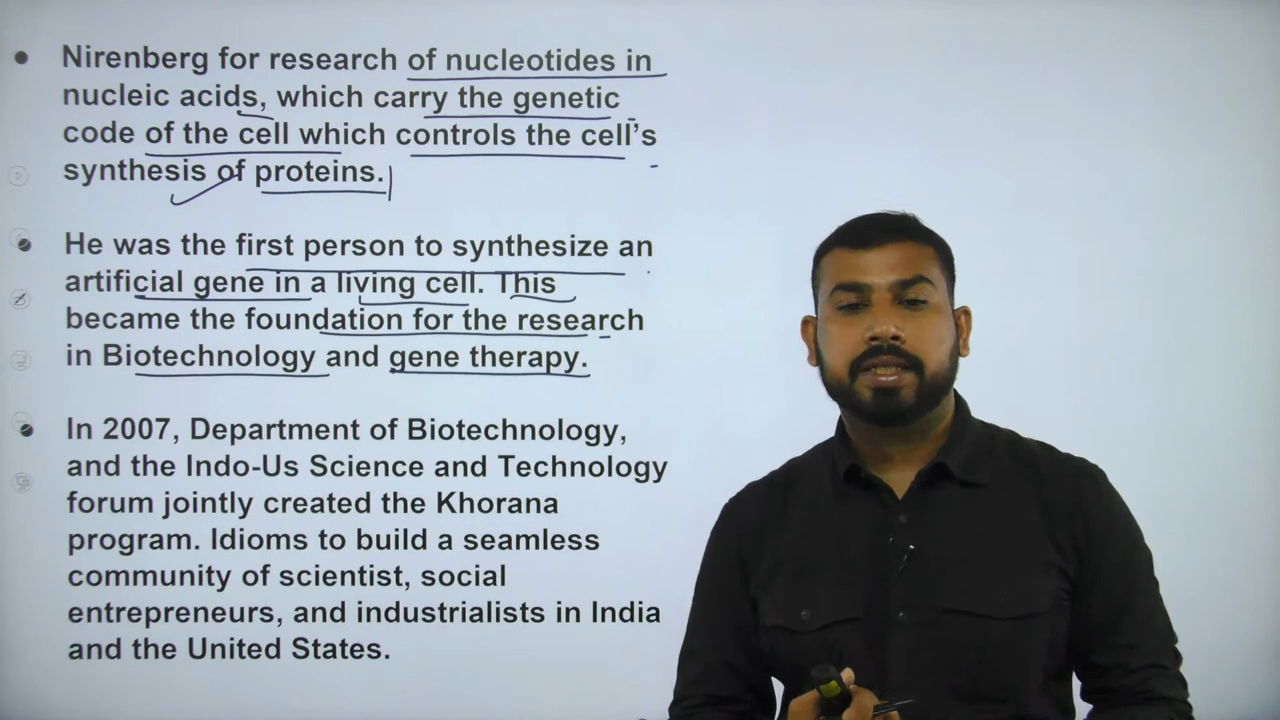 Nirenberg for research of nucleotides in
nucleic acids, which carry the genetic
code of the cell which controls the cell’s
synthesis of proteins.
He was the first person to synthesize an
artificial gene in a living cell. This
became the foundation for the research
in Biotechnology and gene therapy.
In 2007, Department of Biotechnology,
and the Indo-Us Science and Technology
forum jointly created the Khorana
program. Idioms to build a seamless
community of scientist, social
entrepreneurs, and industrialists in India
and the United States.